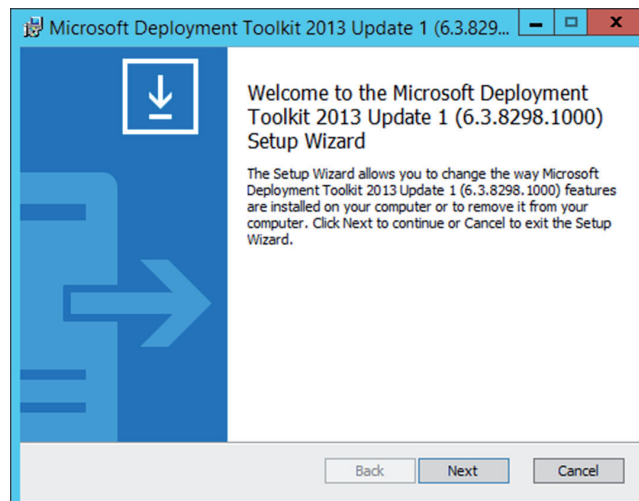 Microsoft Deployment Toolkit 2013 Update 1 (6.3.829...
Welcome to the Microsoft Deployment
Toolkit 2013 Update 1 (6.3.8298.1000)
Setup Wizard
The Setup Wizard allows you to change the way Microsoft
Deployment Toolkit 2013 Update 1 (6.3.8298.1000) features
are installed on your computer or to remove it from your
computer. Click Next to continue or Cancel to exit the Setup
Wizard.
Back Next Cancel